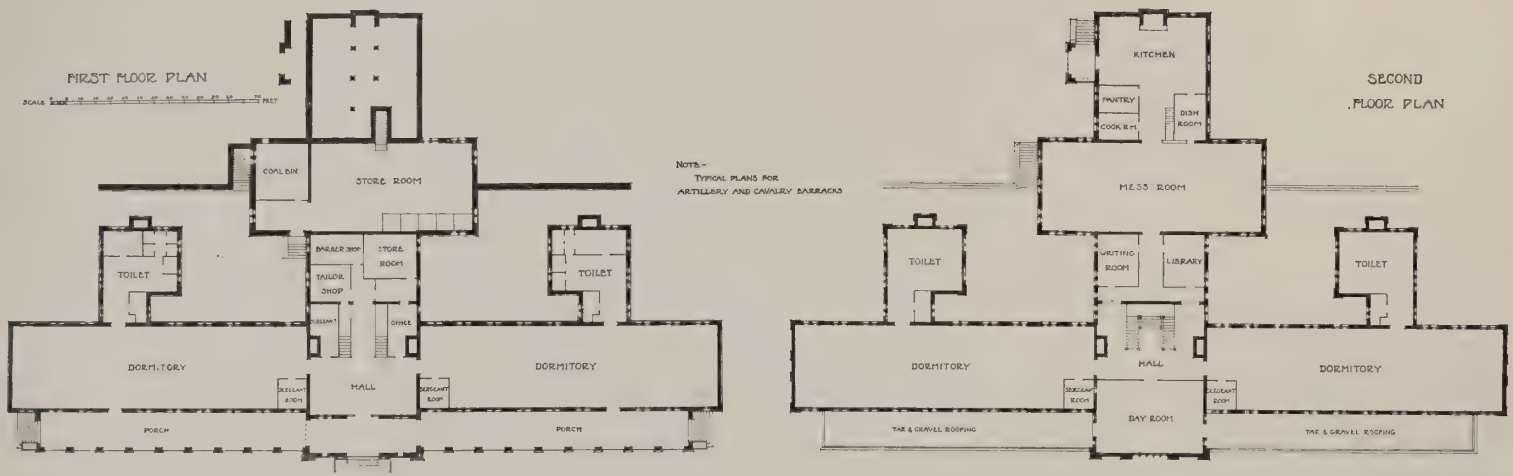 FIRST FLOOR PLAN
SCALE
FEET
COAL BIN
STORE ROOM
BARBER SHOP
STORE
ROOM
TAILOR
SHOP
TOILET
TOILET
SERGEANT
OFFICE
DORMITORY
DORMITORY
HALL
SERGEANT
ROOM
SERGEANT
ROOM
PORCH
PORCH
NOTE-
TYPICAL PLANS FOR
ARTILLERY AND CAVALRY BARRACKS
SECOND
FLOOR PLAN
KITCHEN
PANTRY
COOK RM.
DISH
ROOM
MESS ROOM
WRITING
ROOM
LIBRARY
TOILET
TOILET
DORMITORY
DORMITORY
HALL
SERGEANT
ROOM
SERGEANT
ROOM
DAY ROOM
TAR & GRAVEL ROOFING
TAR & GRAVEL ROOFING